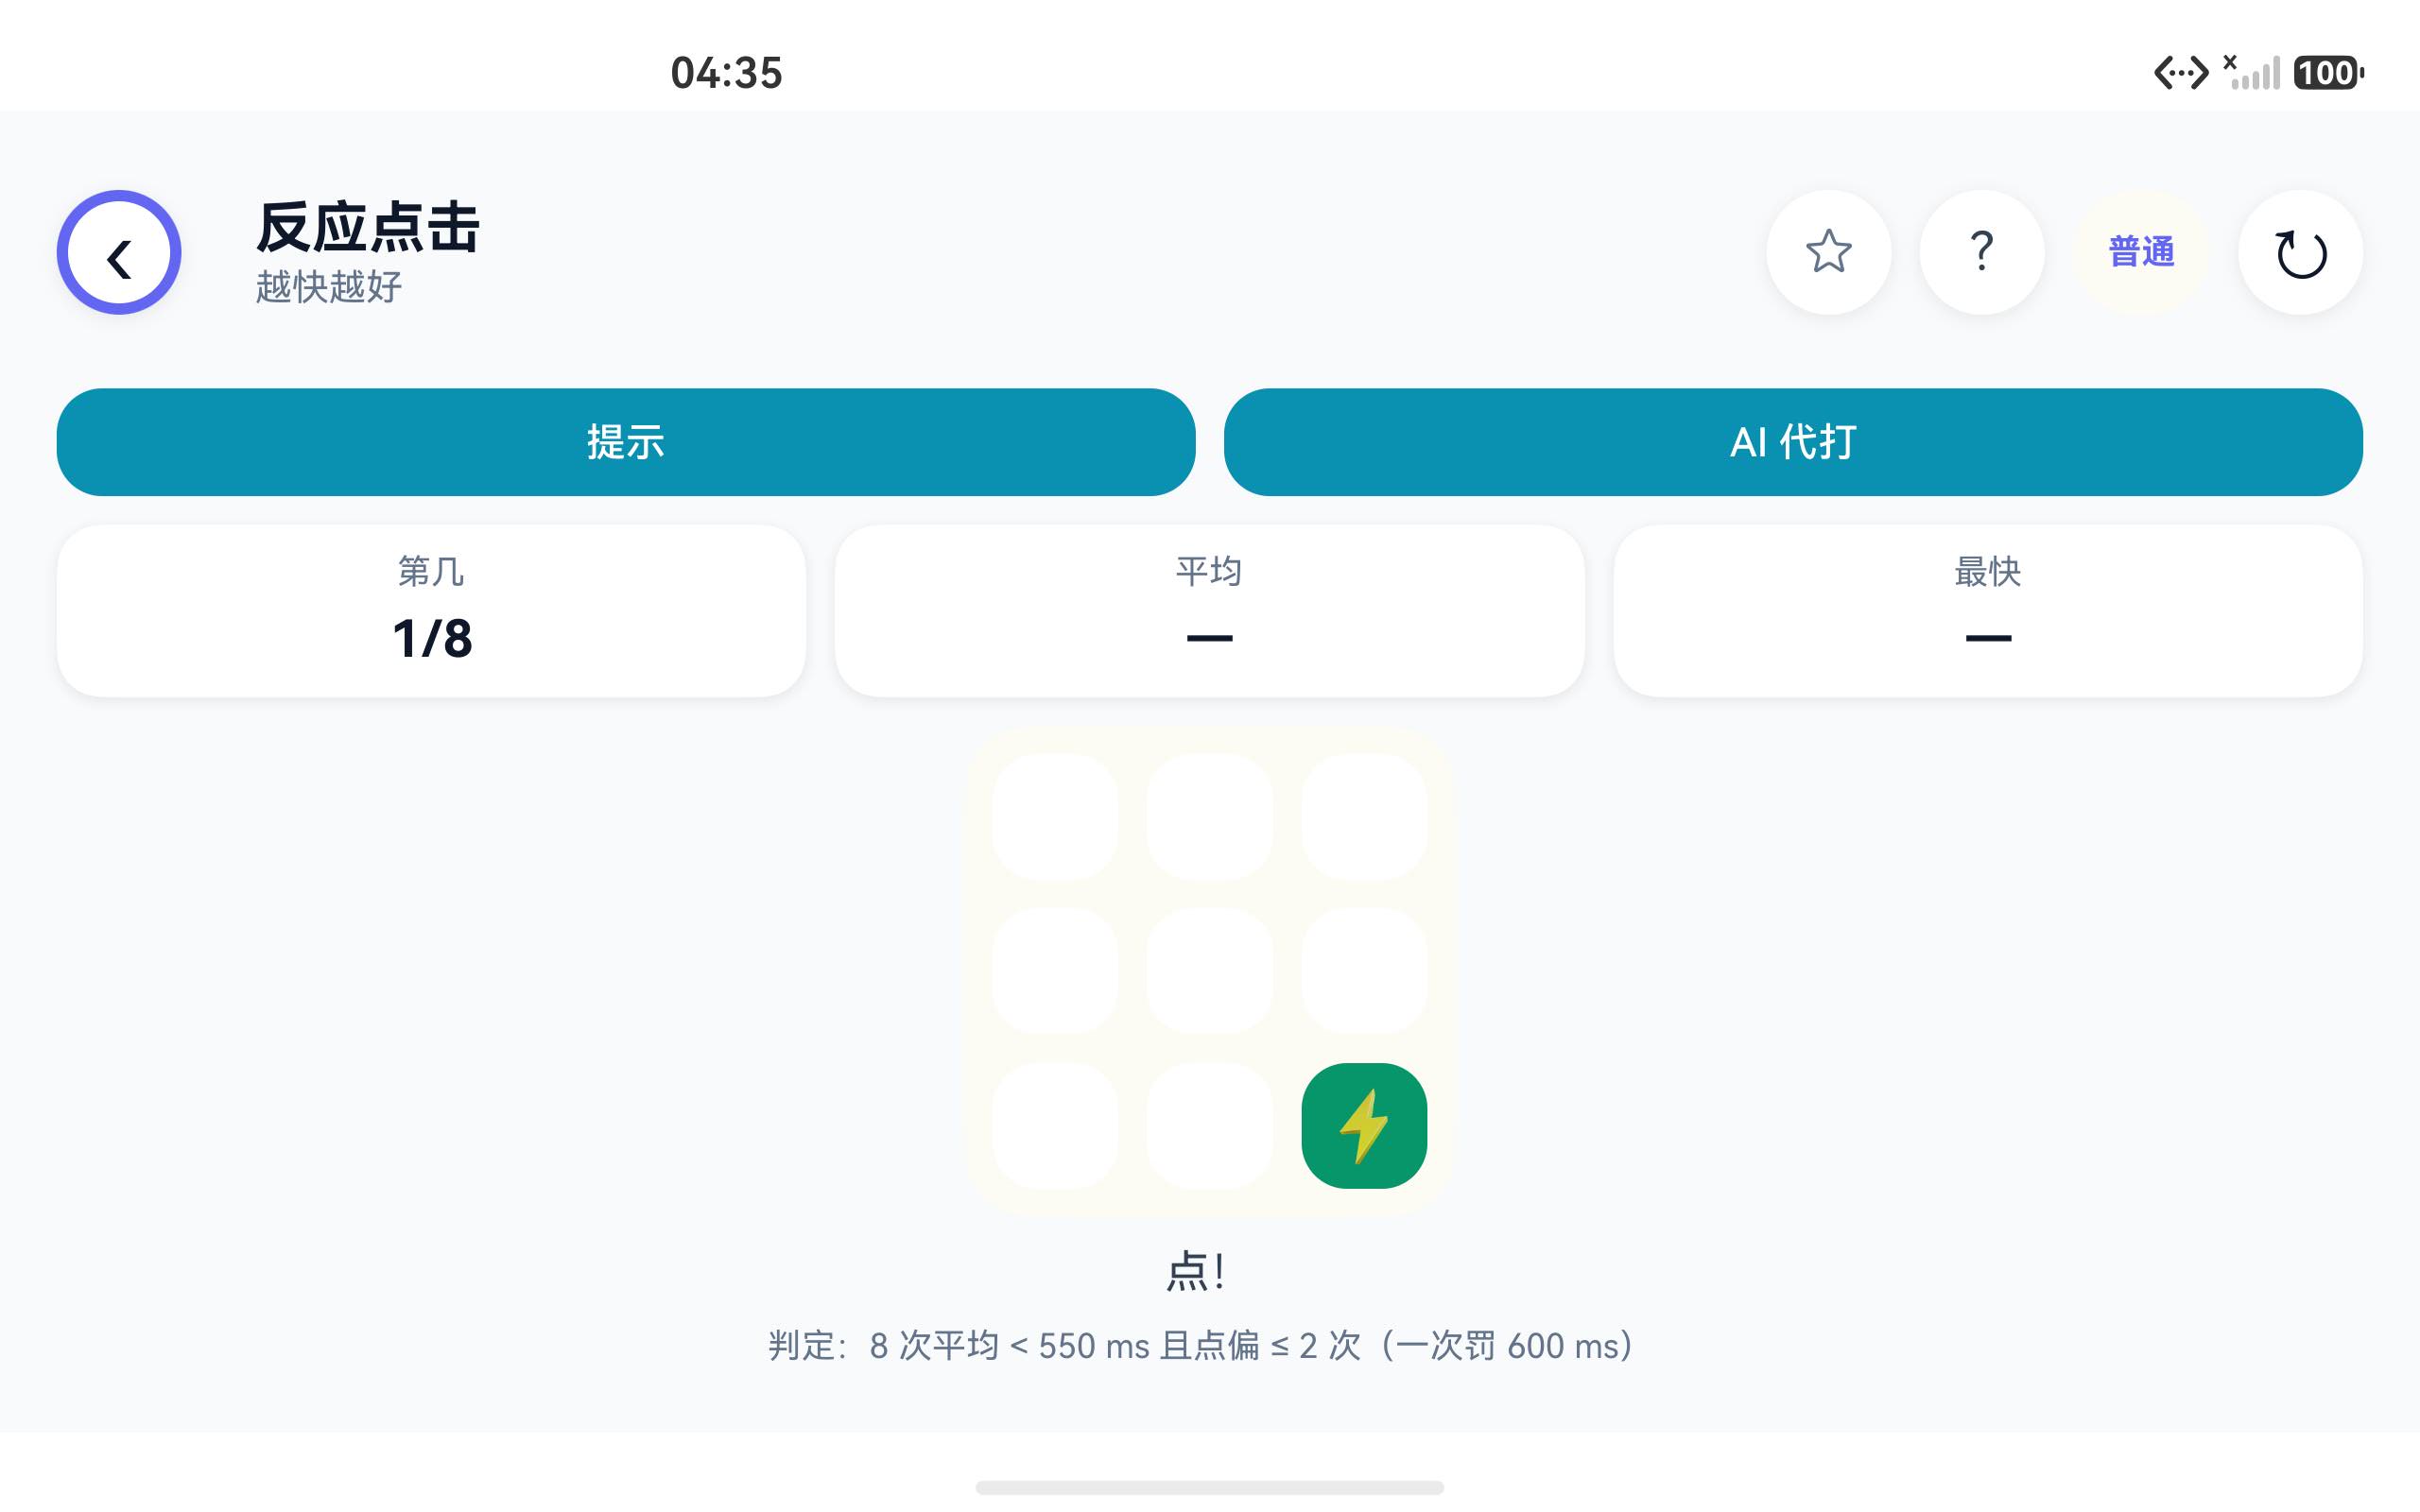 04:35
100
反应点击
越快越好
?
普通
提示
AI 代打
第几
1/8
平均
—
最快
—
点!
判定: 8 次平均 < 550 ms 且点偏 ≤ 2 次（一次罚 600 ms）